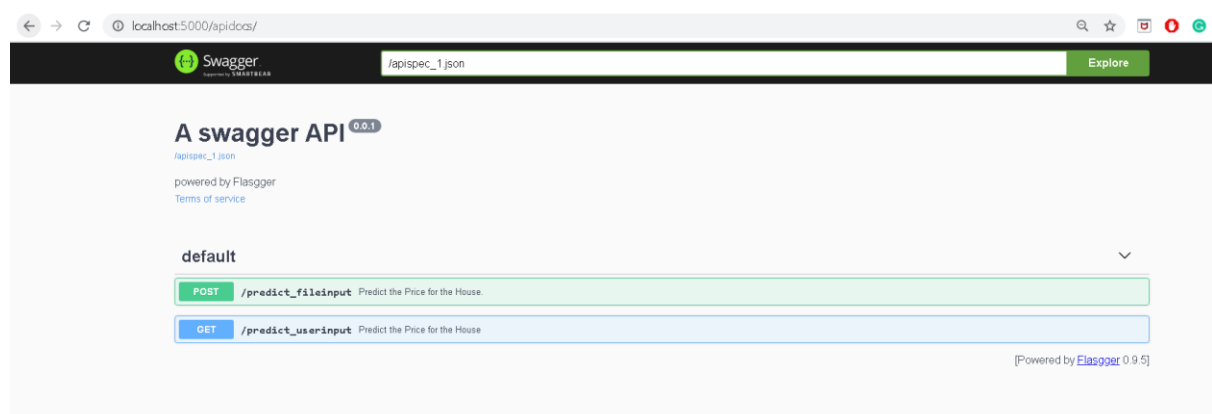 localhost:5000/apidocs/
Swagger.
Supported by SMARTBEAR
/apispec_1.json
Explore
A swagger API 0.0.1
/apispec_1.json
powered by Flasgger
Terms of service
default
POST /predict_fileinput Predict the Price for the House.
GET /predict_userinput Predict the Price for the House
[Powered by Flasgger 0.9.5]